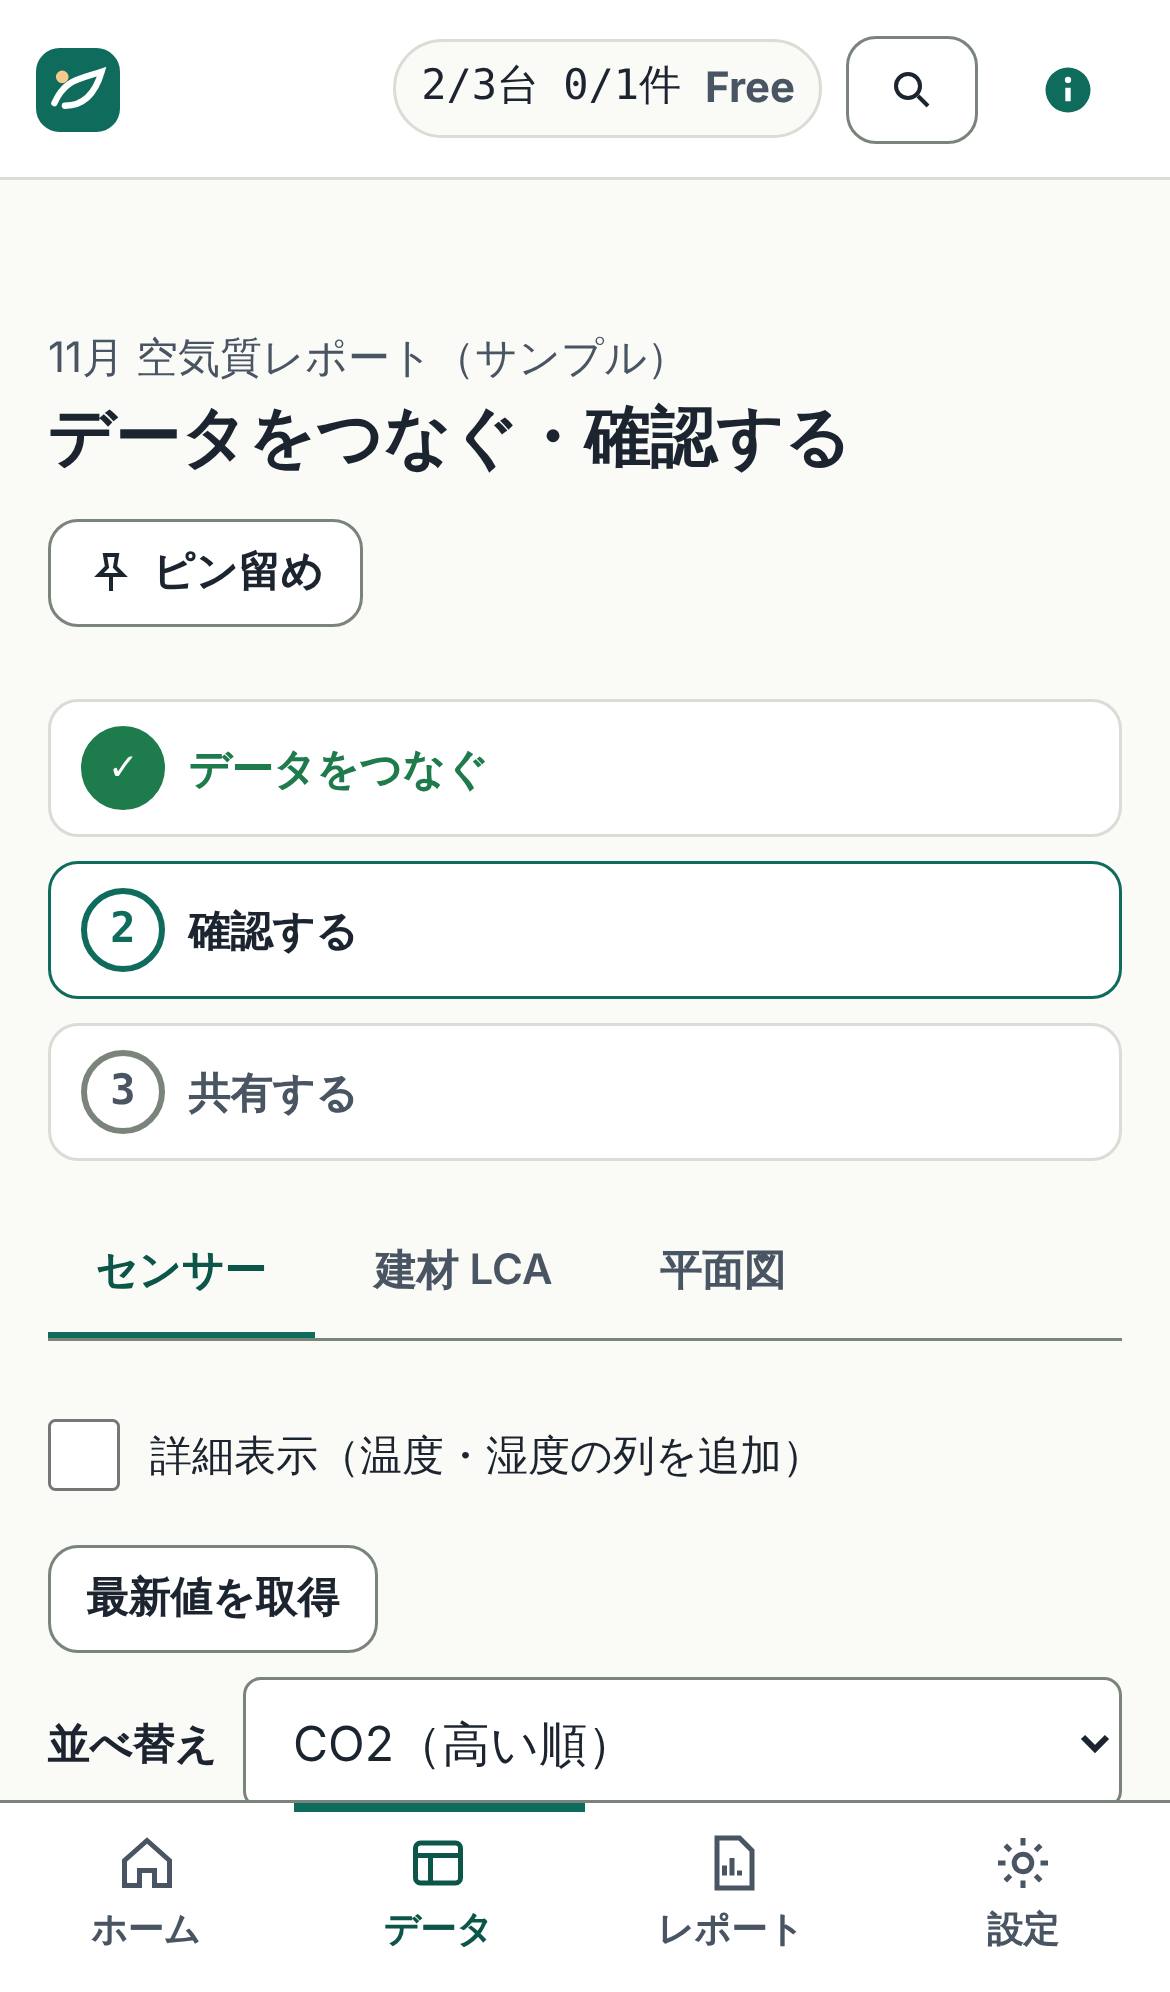 2/3台 0/1件 Free
11月 空気質レポート（サンプル）
データをつなぐ・確認する
ピン留め
✓ データをつなぐ
2 確認する
3 共有する
センサー 建材 LCA 平面図
詳細表示（温度・湿度の列を追加）
最新値を取得
並べ替え CO2（高い順）
ホーム データ レポート 設定